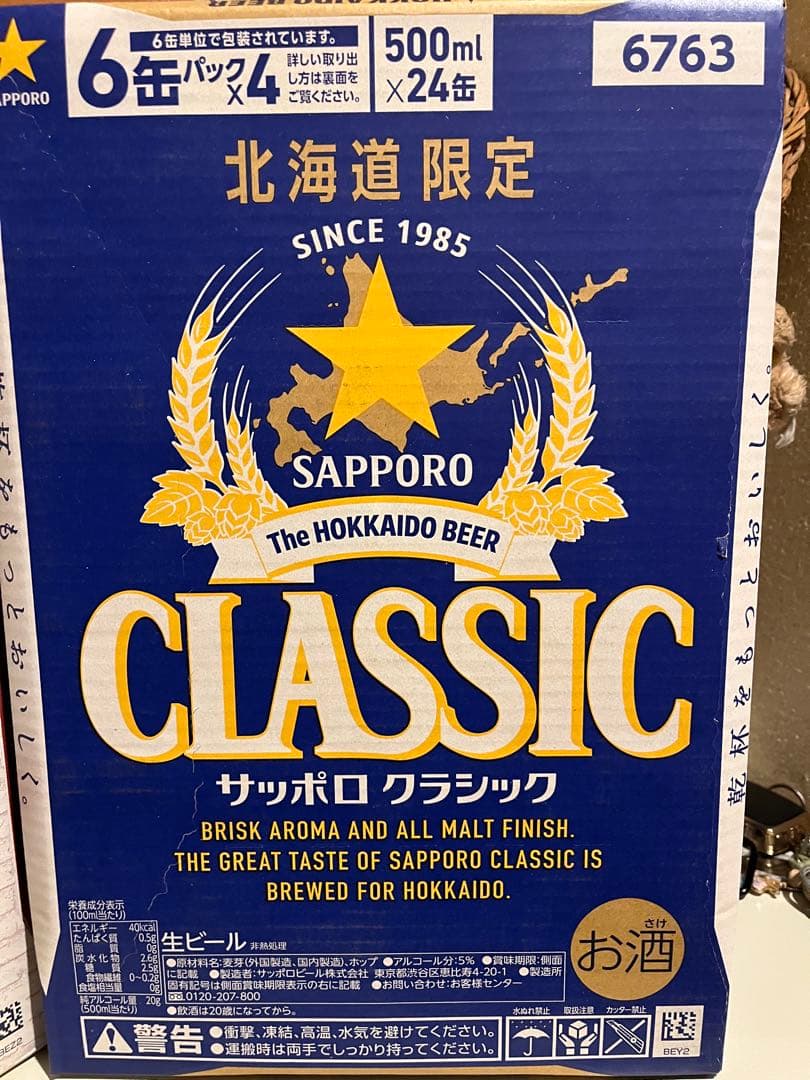 HOKKAIDO BEER
6缶単位で包装されています。
6缶パック×4
詳しい取り出
し方は裏面を
ご覧ください。
500ml
×24缶
6763
SAPPORO
北海道限定
SINCE 1985
SAPPORO
The HOKKAIDO BEER
CLASSIC
サッポロ クラシック
BRISK AROMA AND ALL MALT FINISH.
THE GREAT TASTE OF SAPPORO CLASSIC IS
BREWED FOR HOKKAIDO.
乾杯をもっとおいしく。
乾杯をもっとおいしく。
栄養成分表示
(100ml当たり)
エネルギー 40kcal
たんぱく質 0.5g
脂質 0g
炭水化物 2.6g
糖質 2.5g
食物繊維 0~0.2g
食塩相当量 0g
純アルコール量 20g
(500ml当たり)
生ビール 非熱処理
●原材料名:麦芽(外国製造、国内製造)、ホップ ●アルコール分:5% ●賞味期限:側面
に記載 ●製造者:サッポロビール株式会社 東京都渋谷区恵比寿4-20-1 ●製造所
固有記号は側面賞味期限表示の右に記載 ●お問い合わせ:お客様センター
0120-207-800
●飲酒は20歳になってから。
さけ
お酒
警告
●衝撃、凍結、高温、水気を避けてください。
●運搬時は両手でしっかり持ってください。
水ぬれ禁止 取扱注意 カッター禁止
BEY2
BEZ2